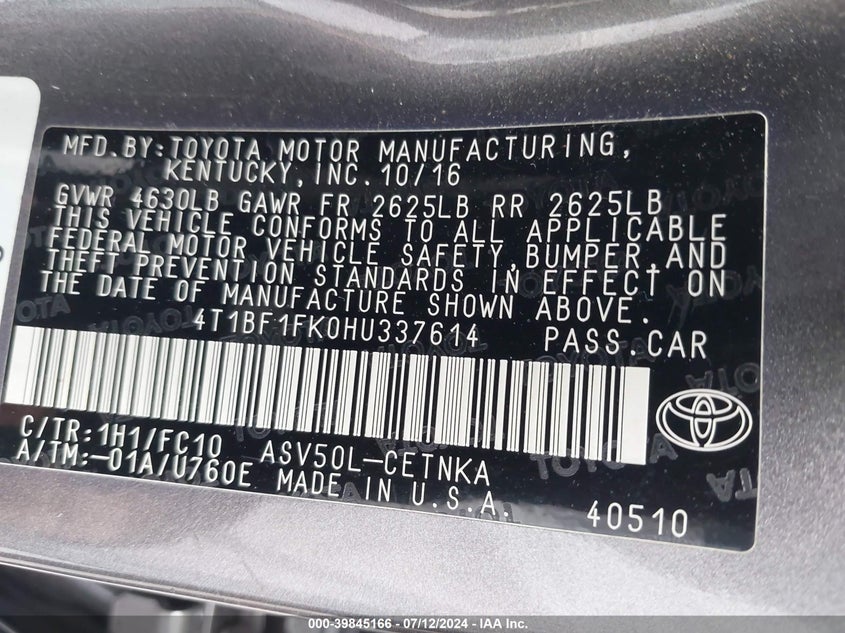 MFD.BY:TOYOTA MOTOR MANUFACTURING,
KENTUCKY, INC. 10/16
GVWR 4630LB GAWR FR 2625LB RR 2625LB
THIS VEHICLE CONFORMS TO ALL APPLICABLE
FEDERAL MOTOR VEHICLE SAFETY, BUMPER, AND
THEFT PREVENTION STANDARDS IN EFFECT ON
THE DATE OF MANUFACTURE SHOWN ABOVE.
4T1BF1FK0HU337614 PASS.CAR
C/TR:1H1/FC10 ASV50L-CETNKA
A/TM:-01A/U760E MADE IN U.S.A. 40510
000-39845166 - 07/12/2024 - IAA Inc.